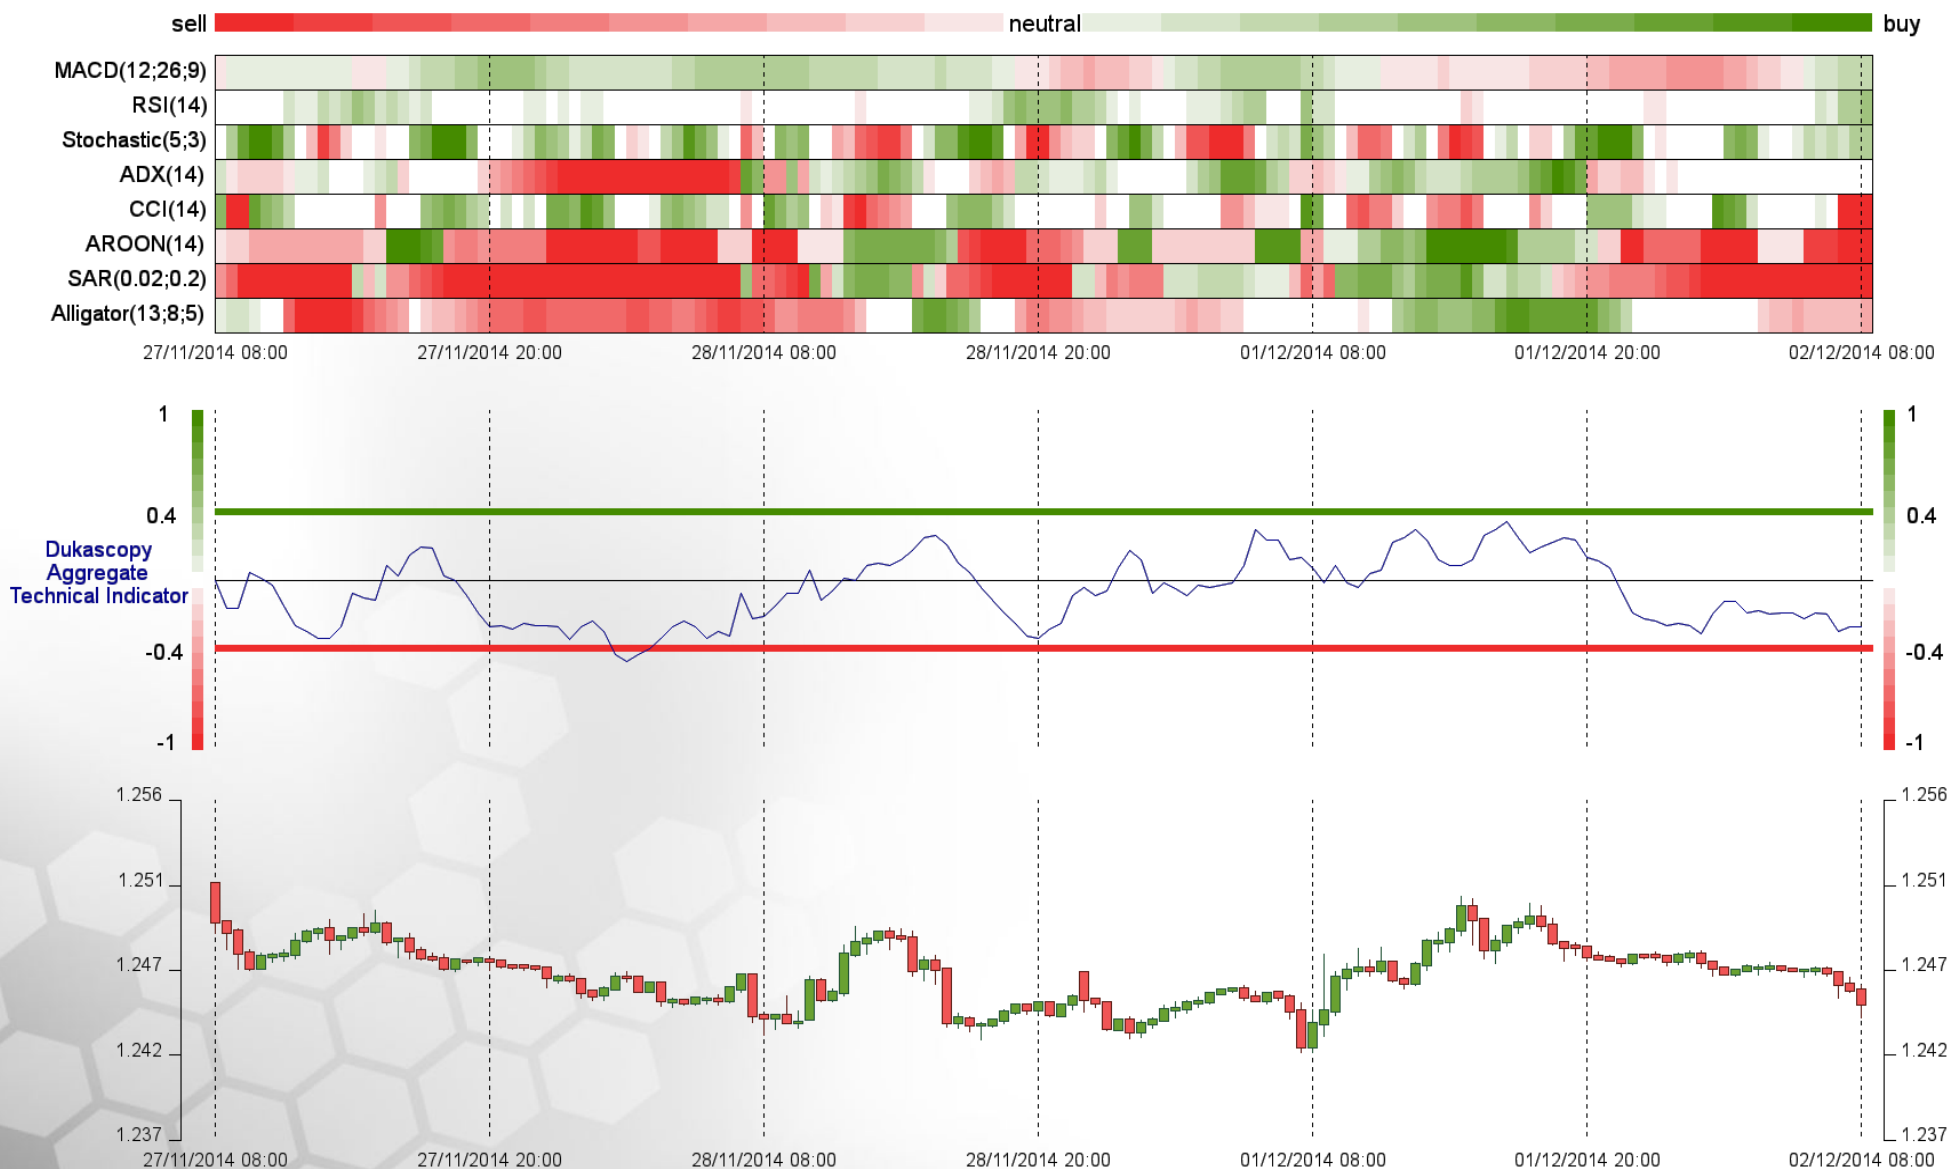 sell neutral buy
MACD(12;26;9)
RSI(14)
Stochastic(5;3)
ADX(14)
CCI(14)
AROON(14)
SAR(0.02;0.2)
Alligator(13;8;5)
27/11/2014 08:00 27/11/2014 20:00 28/11/2014 08:00 28/11/2014 20:00 01/12/2014 08:00 01/12/2014 20:00 02/12/2014 08:00
1 1
0.4 0.4
Dukascopy
Aggregate
Technical Indicator
-0.4 -0.4
-1 -1
1.256 1.256
1.251 1.251
1.247 1.247
1.242 1.242
1.237 1.237
27/11/2014 08:00 27/11/2014 20:00 28/11/2014 08:00 28/11/2014 20:00 01/12/2014 08:00 01/12/2014 20:00 02/12/2014 08:00